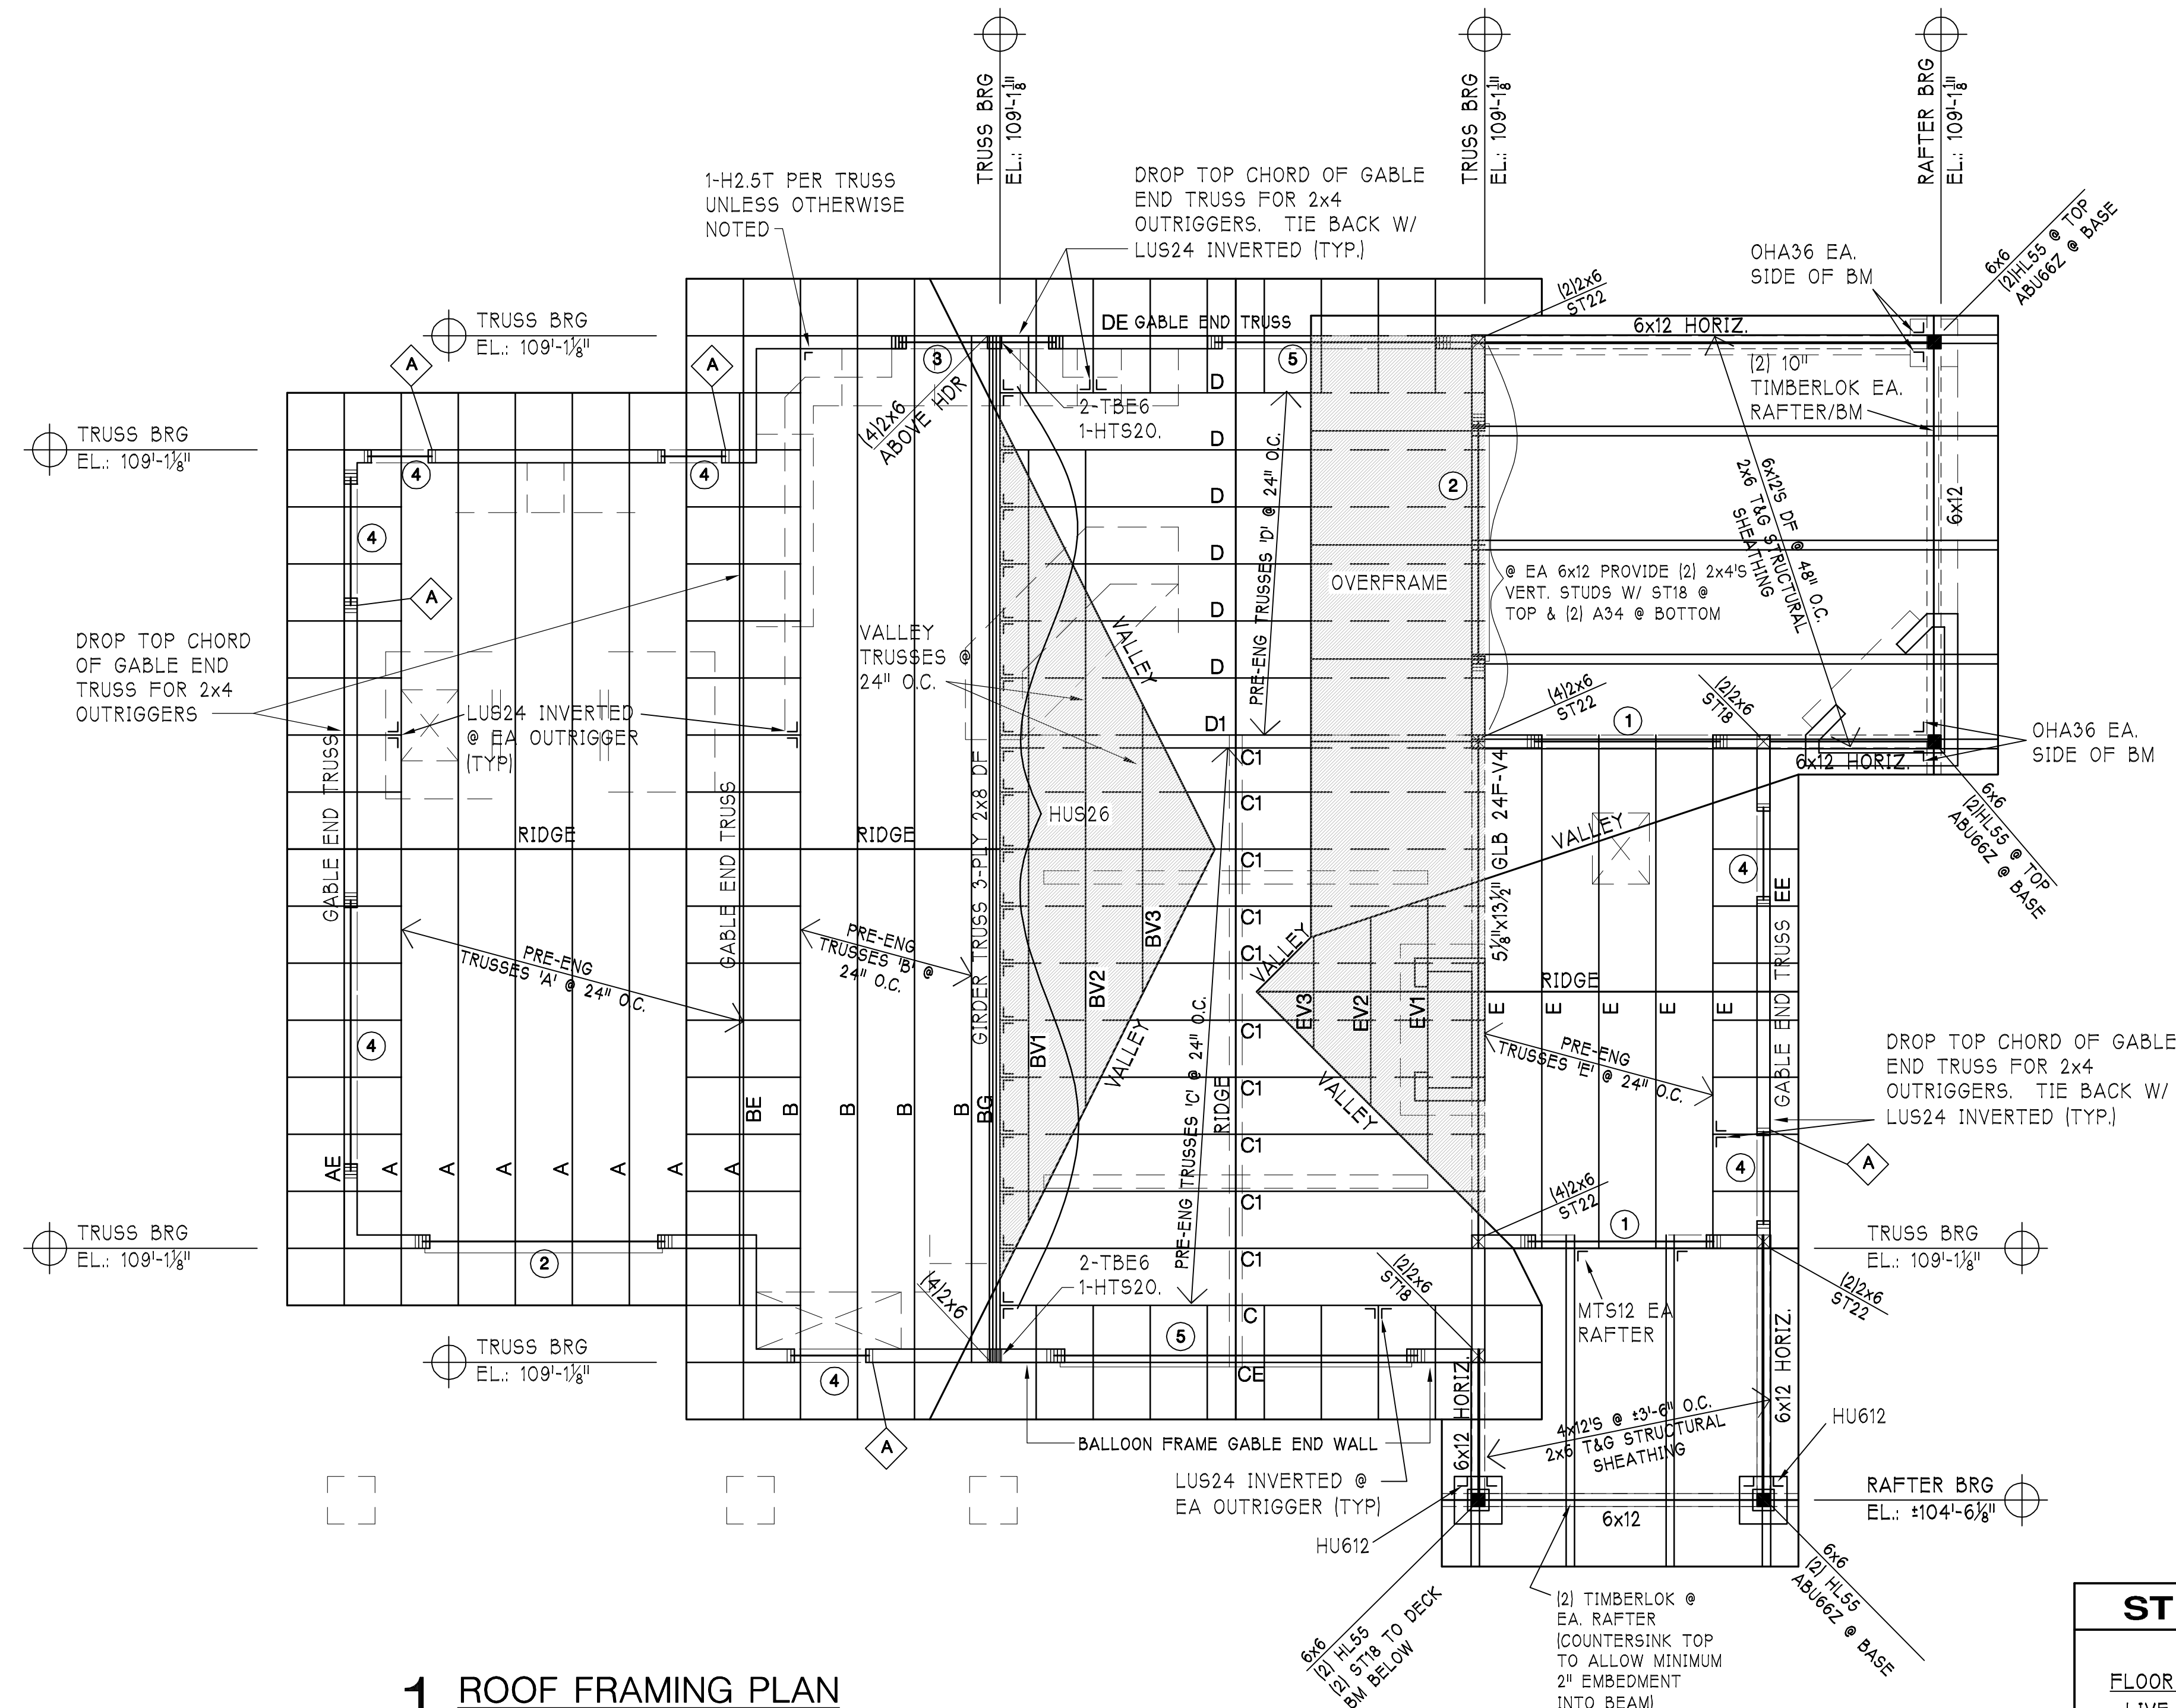 TRUSS BRG
EL.: 109'-1⅛"
TRUSS BRG
EL.: 109'-1⅛"
RAFTER BRG
EL.: 109'-1⅛"
1-H2.5T PER TRUSS
UNLESS OTHERWISE
NOTED
DROP TOP CHORD OF GABLE
END TRUSS FOR 2x4
OUTRIGGERS. TIE BACK W/
LUS24 INVERTED (TYP.)
OHA36 EA.
SIDE OF BM
6x6
(2)HL55 @ TOP
ABU66Z @ BASE
(2)2x6
ST22
TRUSS BRG
EL.: 109'-1⅛"
A
A
3
DE GABLE END TRUSS
5
6x12 HORIZ.
(2) 10"
TIMBERLOK EA.
RAFTER/BM
TRUSS BRG
EL.: 109'-1⅛"
4
4
(4)2x6
ABOVE HDR
2-TBE6
1-HTS20.
D
D
D
D
D
D
D1
PRE-ENG TRUSSES 'D' @ 24" O.C.
2
6x12'S DF @ 48" O.C.
2x6 T&G STRUCTURAL
SHEATHING
6x12
4
A
OVERFRAME
@ EA 6x12 PROVIDE (2) 2x4'S
VERT. STUDS W/ ST18 @
TOP & (2) A34 @ BOTTOM
DROP TOP CHORD
OF GABLE END
TRUSS FOR 2x4
OUTRIGGERS
VALLEY
TRUSSES @
24" O.C.
VALLEY
LUS24 INVERTED
@ EA OUTRIGGER
(TYP)
(4)2x6
ST22
1
(2)2x6
ST18
OHA36 EA.
SIDE OF BM
6x12 HORIZ.
6x6
(2)HL55 @ TOP
ABU66Z @ BASE
GABLE END TRUSS
GABLE END TRUSS
GIRDER TRUSS 3-PLY 2x8 DF
HUS26
5⅛"x13½" GLB 24F-V4
VALLEY
RIDGE
RIDGE
C1
C1
C1
C1
C1
C1
C1
C1
C1
C1
C
CE
4
EE
PRE-ENG
TRUSSES 'A' @ 24" O.C.
PRE-ENG
TRUSSES 'B' @
24" O.C.
BV1
BV2
BV3
VALLEY
VALLEY
EV3
EV2
EV1
VALLEY
RIDGE
E
E
E
E
E
PRE-ENG
TRUSSES 'E' @ 24" O.C.
GABLE END TRUSS
DROP TOP CHORD OF GABLE
END TRUSS FOR 2x4
OUTRIGGERS. TIE BACK W/
LUS24 INVERTED (TYP.)
4
AE
A
A
A
A
A
A
A
BE
B
B
B
B
BG
PRE-ENG TRUSSES 'C' @ 24" O.C.
RIDGE
4
A
(4)2x6
ST22
1
TRUSS BRG
EL.: 109'-1⅛"
2
TRUSS BRG
EL.: 109'-1⅛"
2-TBE6
1-HTS20.
(4)2x6
(2)2x6
ST18
MTS12 EA
RAFTER
(2)2x6
ST22
TRUSS BRG
EL.: 109'-1⅛"
4
5
A
BALLOON FRAME GABLE END WALL
6x12 HORIZ.
4x12'S @ ±3'-6" O.C.
2x6 T&G STRUCTURAL
SHEATHING
6x12 HORIZ.
HU612
LUS24 INVERTED @
EA OUTRIGGER (TYP)
HU612
6x12
RAFTER BRG
EL.: ±104'-6⅛"
6x6
(2) HL55
(2) ST18 TO DECK
BM BELOW
(2) TIMBERLOK @
EA. RAFTER
(COUNTERSINK TOP
TO ALLOW MINIMUM
2" EMBEDMENT
INTO BEAM)
6x6
(2) HL55
ABU66Z @ BASE
ST
FLOOR
1 ROOF FRAMING PLAN